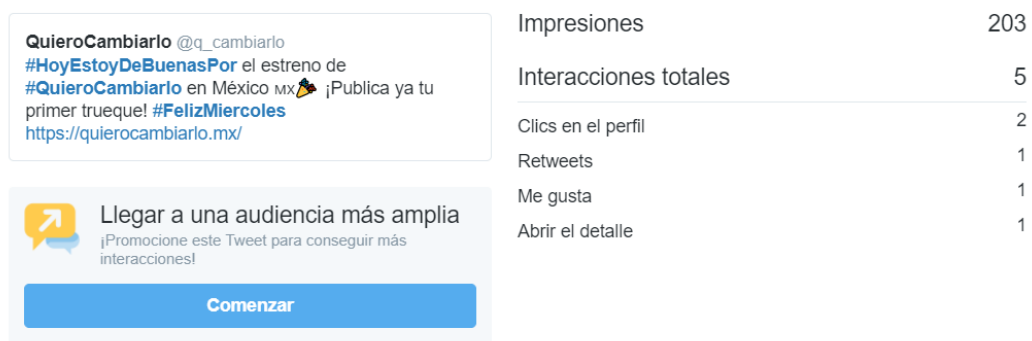 QuieroCambiarlo @q_cambiarlo
#HoyEstoyDeBuenasPor el estreno de
#QuieroCambiarlo en México MX🎉 ¡Publica ya tu
primer trueque! #FelizMiercoles
https://quierocambiarlo.mx/
Llegar a una audiencia más amplia
¡Promocione este Tweet para conseguir más
interacciones!
Comenzar
Impresiones 203
Interacciones totales 5
Clics en el perfil 2
Retweets 1
Me gusta 1
Abrir el detalle 1